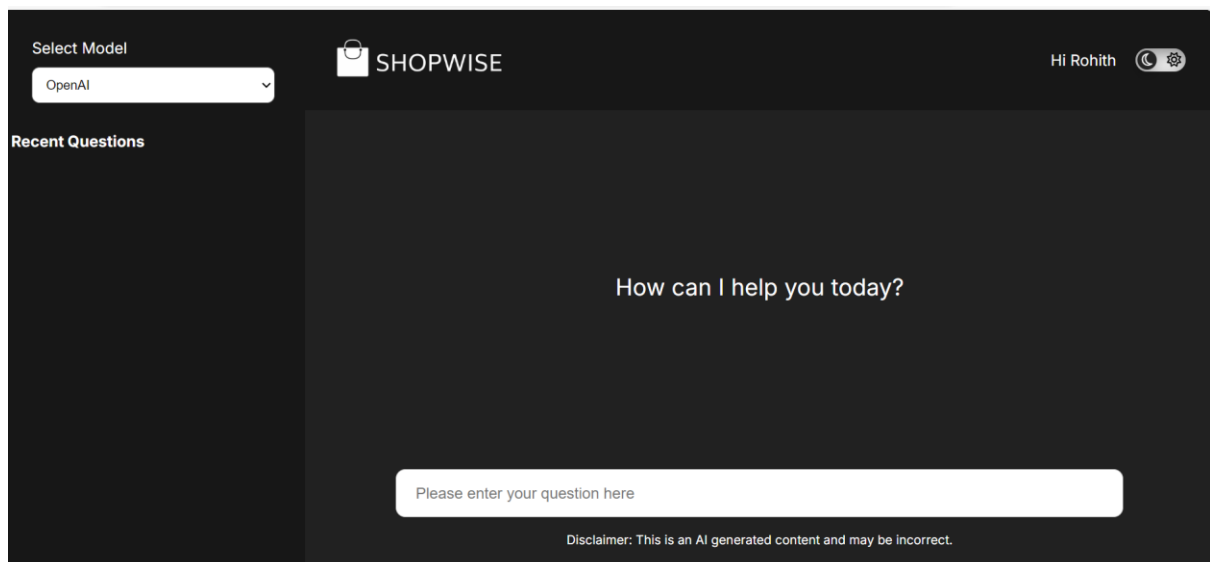 Select Model
OpenAI
Recent Questions
SHOPWISE
Hi Rohith
How can I help you today?
Please enter your question here
Disclaimer: This is an AI generated content and may be incorrect.